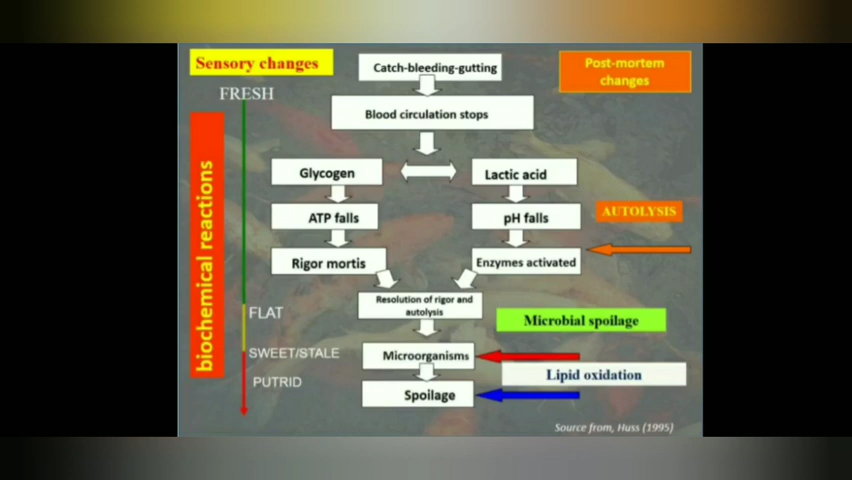 Sensory changes
Catch-bleeding-gutting
Post-mortem
changes
FRESH
Blood circulation stops
biochemical reactions
Glycogen
Lactic acid
ATP falls
pH falls
AUTOLYSIS
Rigor mortis
Enzymes activated
Resolution of rigor and
autolysis
FLAT
Microbial spoilage
SWEET/STALE
Microorganisms
Lipid oxidation
PUTRID
Spoilage
Source from, Huss (1995)